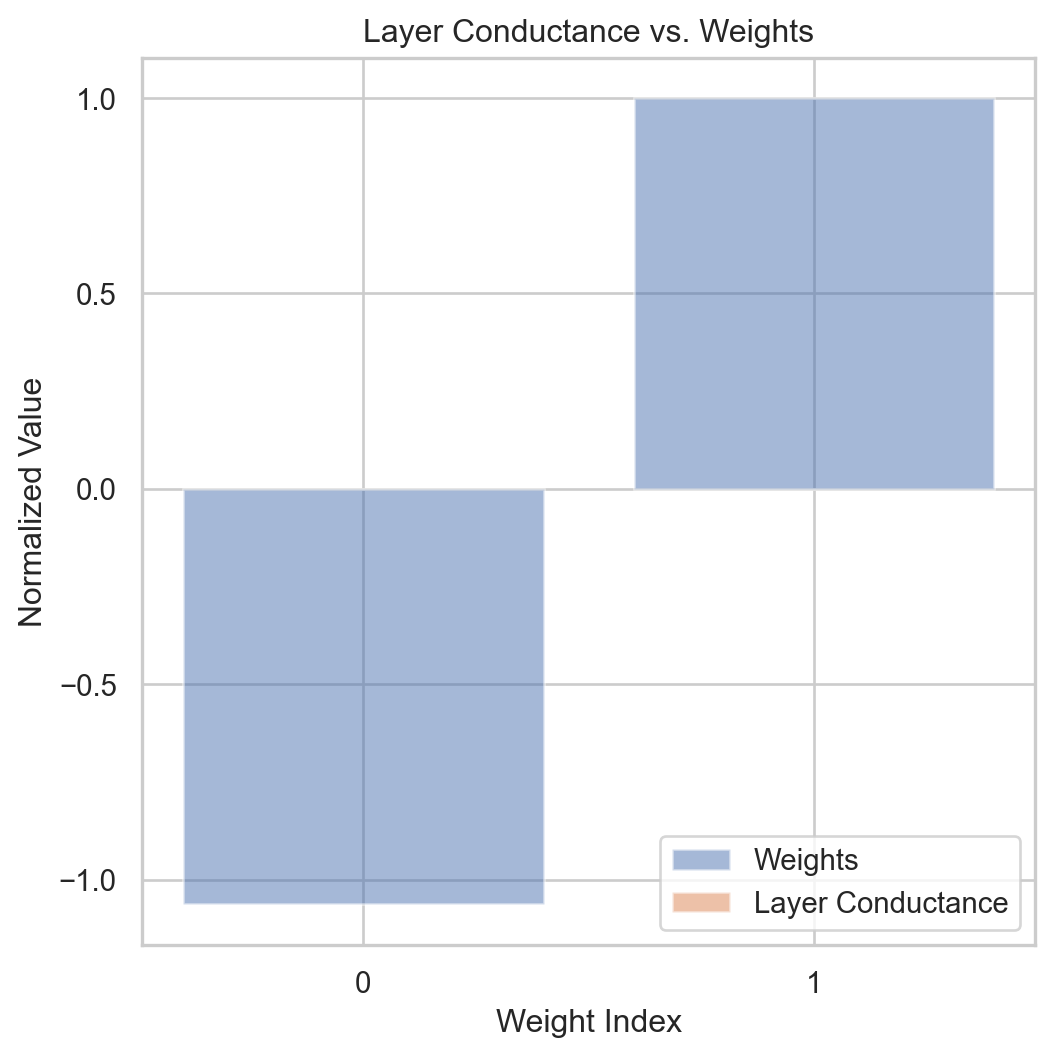 Layer Conductance vs. Weights
1.0
0.5
0.0
−0.5
−1.0
Normalized Value
Weights
Layer Conductance
0
1
Weight Index